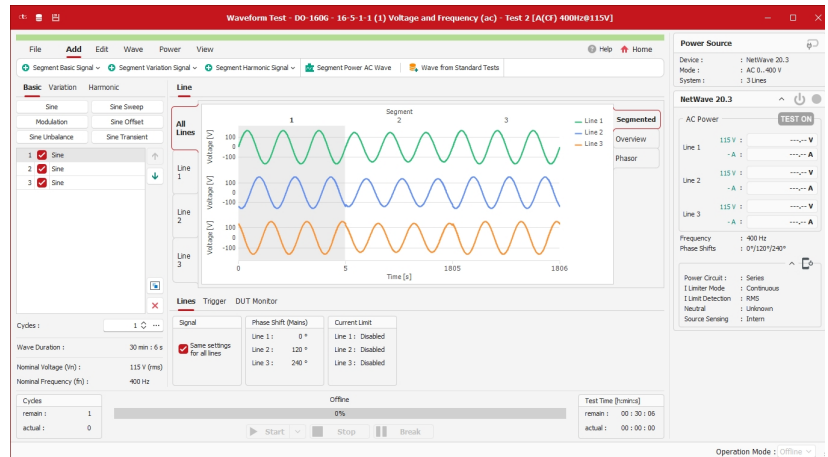 Waveform Test - DO-160G - 16-5-1-1 (1) Voltage and Frequency (ac) - Test 2 [A(CF) 400Hz@115V]
File Add Edit Wave Power View Help Home
Segment Basic Signal Segment Variation Signal Segment Harmonic Signal Segment Power AC Wave Wave from Standard Tests
Basic Variation Harmonic
Sine Sine Sweep
Modulation Sine Offset
Sine Unbalance Sine Transient
1 Sine
2 Sine
3 Sine
Cycles : 1 ...
Wave Duration : 30 min : 6 s
Nominal Voltage (Vn) : 115 V (rms)
Nominal Frequency (fn) : 400 Hz
Line
All Lines
Line 1
Line 2
Line 3
Segment
1 2 3
Voltage [V] 100 0 -100
Voltage [V] 100 0 -100
Voltage [V] 100 0 -100
0 5 1805 1806
Time [s]
Line 1
Line 2
Line 3
Segmented
Overview
Phasor
Lines Trigger DUT Monitor
Signal
Same settings for all lines
Phase Shift (Mains)
Line 1 : 0 °
Line 2 : 120 °
Line 3 : 240 °
Current Limit
Line 1 : Disabled
Line 2 : Disabled
Line 3 : Disabled
Cycles
remain : 1
actual : 0
Offline
0%
Start Stop Break
Test Time [h:min:s]
remain : 00 : 30 : 06
actual : 00 : 00 : 00
Power Source
Device : : NetWave 20.3
Mode : : AC 0..400 V
System : : 3 Lines
NetWave 20.3
AC Power TEST ON
Line 1 115 V : ---,-- V
- A : ---,-- A
Line 2 115 V : ---,-- V
- A : ---,-- A
Line 3 115 V : ---,-- V
- A : ---,-- A
Frequency : 400 Hz
Phase Shifts : 0°/120°/240°
Power Circuit : : Series
I Limiter Mode : Continuous
I Limit Detection : RMS
Neutral : Unknown
Source Sensing : Intern
Operation Mode : Offline